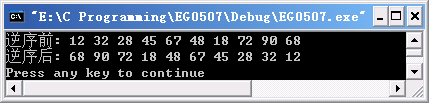 "E:\C Programming\EG0507\Debug\EG0507.exe"
逆序前: 12 32 28 45 67 48 18 72 90 68
逆序后: 68 90 72 18 48 67 45 28 32 12
Press any key to continue